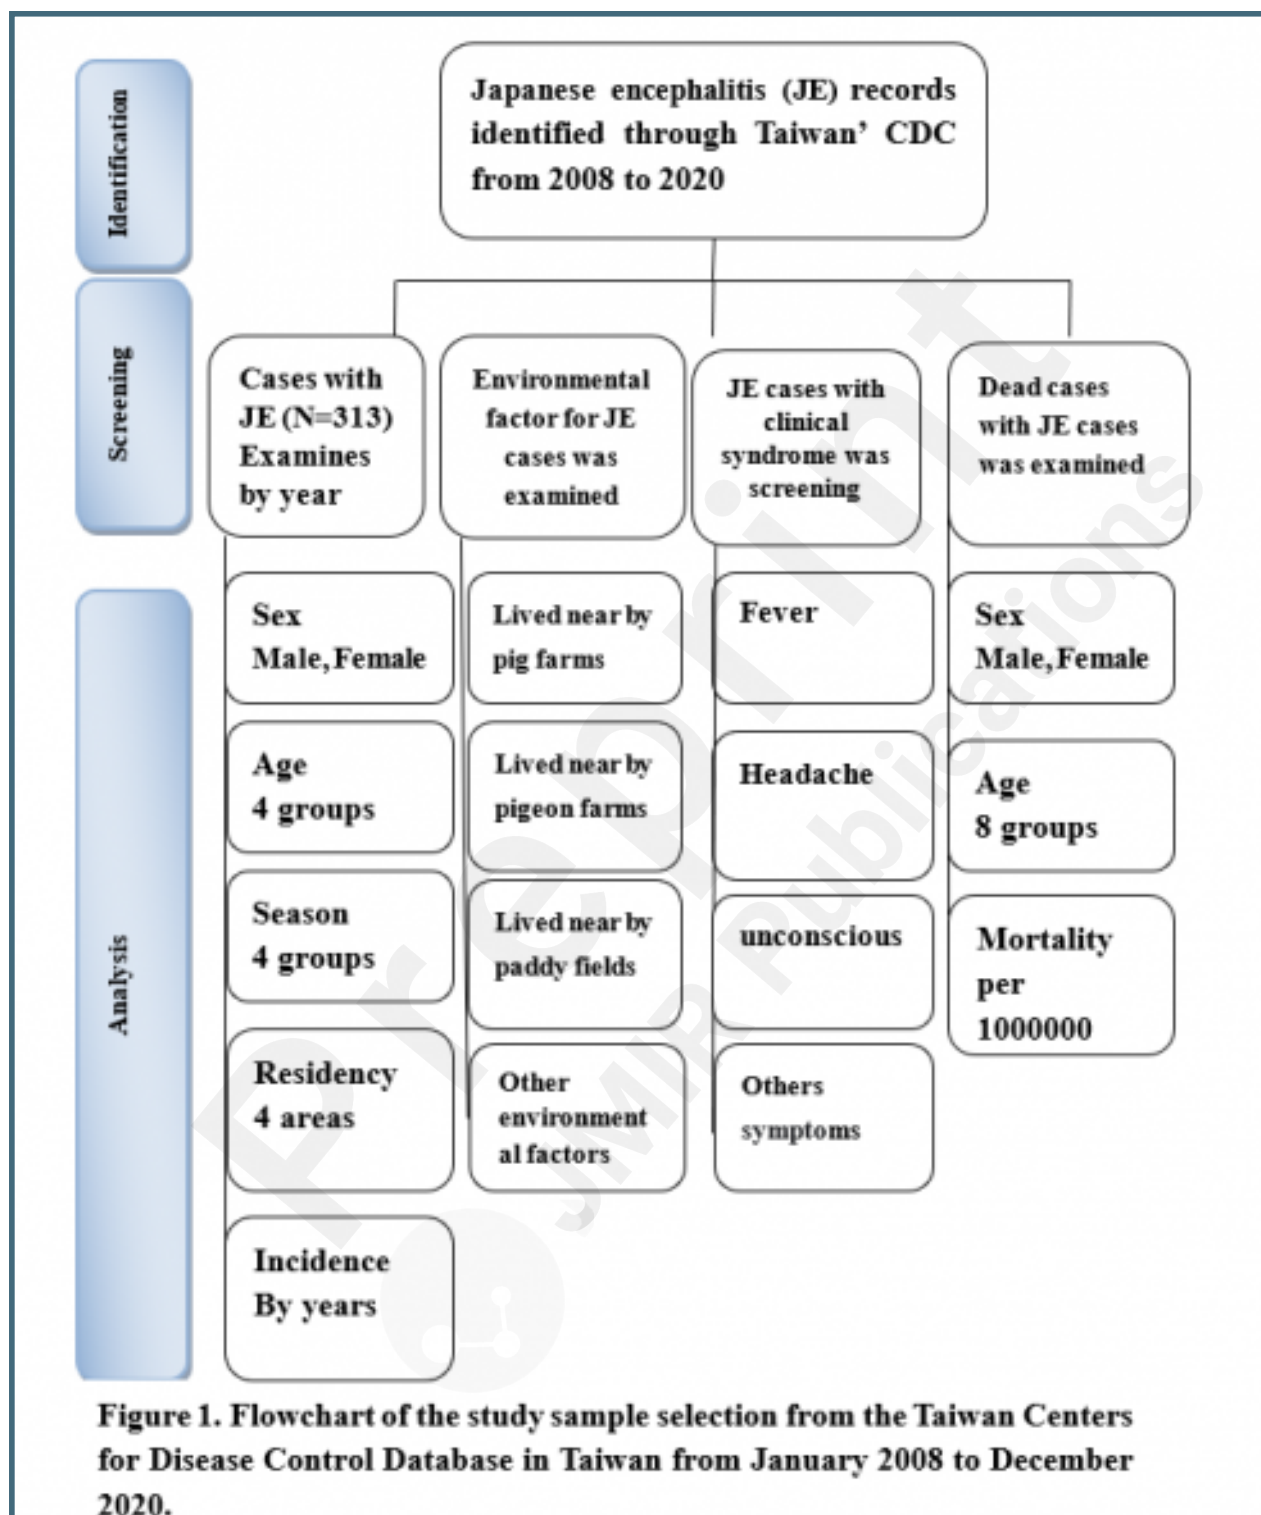 Identification
Japanese encephalitis (JE) records
identified through Taiwan' CDC
from 2008 to 2020
Screening
Cases with
JE (N=313)
Examines
by year
Environmental
factor for JE
cases was
examined
JE cases with
clinical
syndrome was
screening
Dead cases
with JE cases
was examined
Analysis
Sex
Male, Female
Age
4 groups
Season
4 groups
Residency
4 areas
Incidence
By years
Lived near by
pig farms
Lived near by
pigeon farms
Lived near by
paddy fields
Other
environment
al factors
Fever
Headache
unconscious
Others
symptoms
Sex
Male, Female
Age
8 groups
Mortality
per
1000000
Preprint
JMIR Publications
Figure 1. Flowchart of the study sample selection from the Taiwan Centers
for Disease Control Database in Taiwan from January 2008 to December
2020.